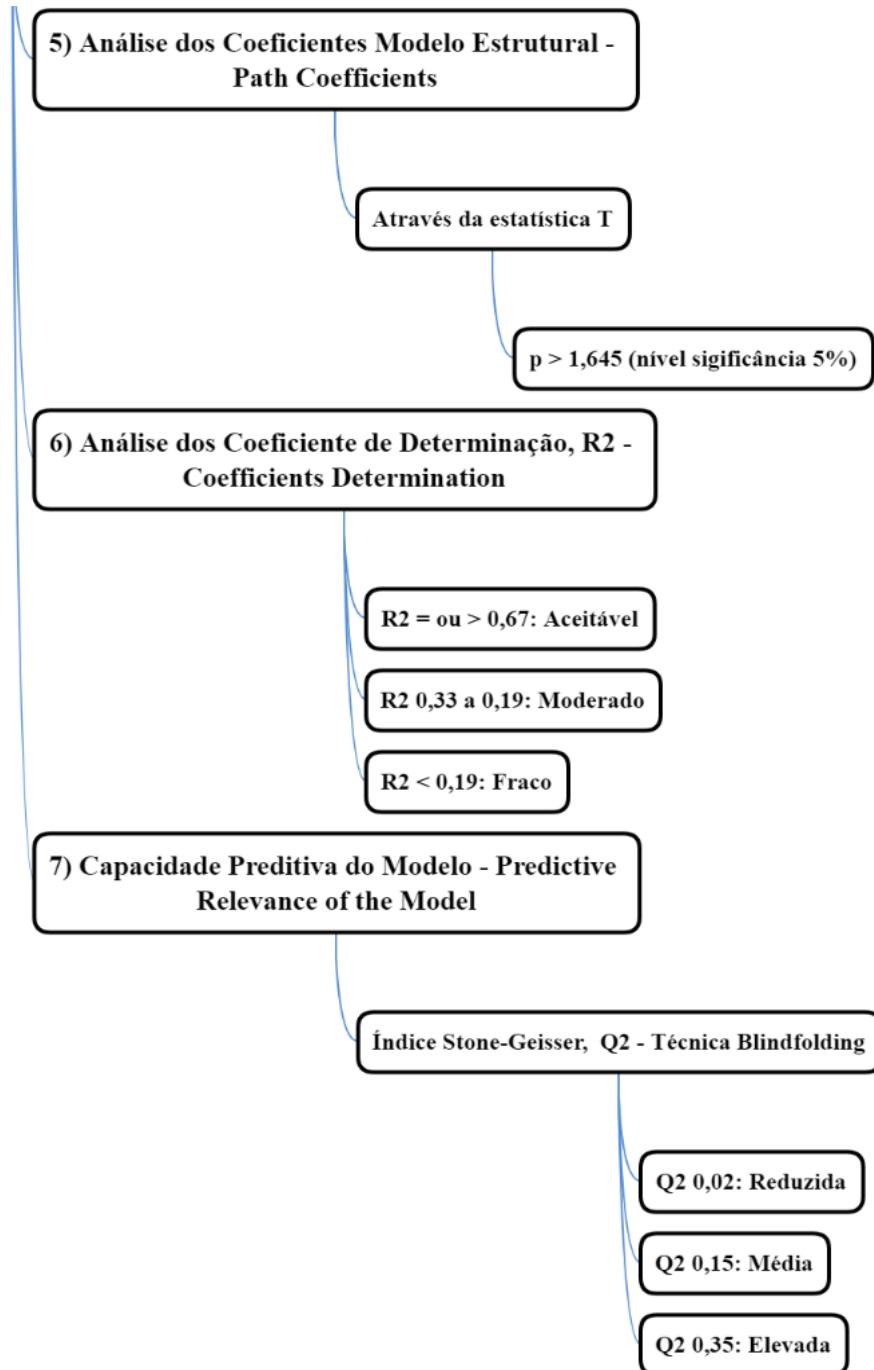 5) Análise dos Coeficientes Modelo Estrutural -
Path Coefficients
Através da estatística T
p > 1,645 (nível sigificância 5%)
6) Análise dos Coeficiente de Determinação, R2 -
Coefficients Determination
R2 = ou > 0,67: Aceitável
R2 0,33 a 0,19: Moderado
R2 < 0,19: Fraco
7) Capacidade Preditiva do Modelo - Predictive
Relevance of the Model
Índice Stone-Geisser, Q2 - Técnica Blindfolding
Q2 0,02: Reduzida
Q2 0,15: Média
Q2 0,35: Elevada